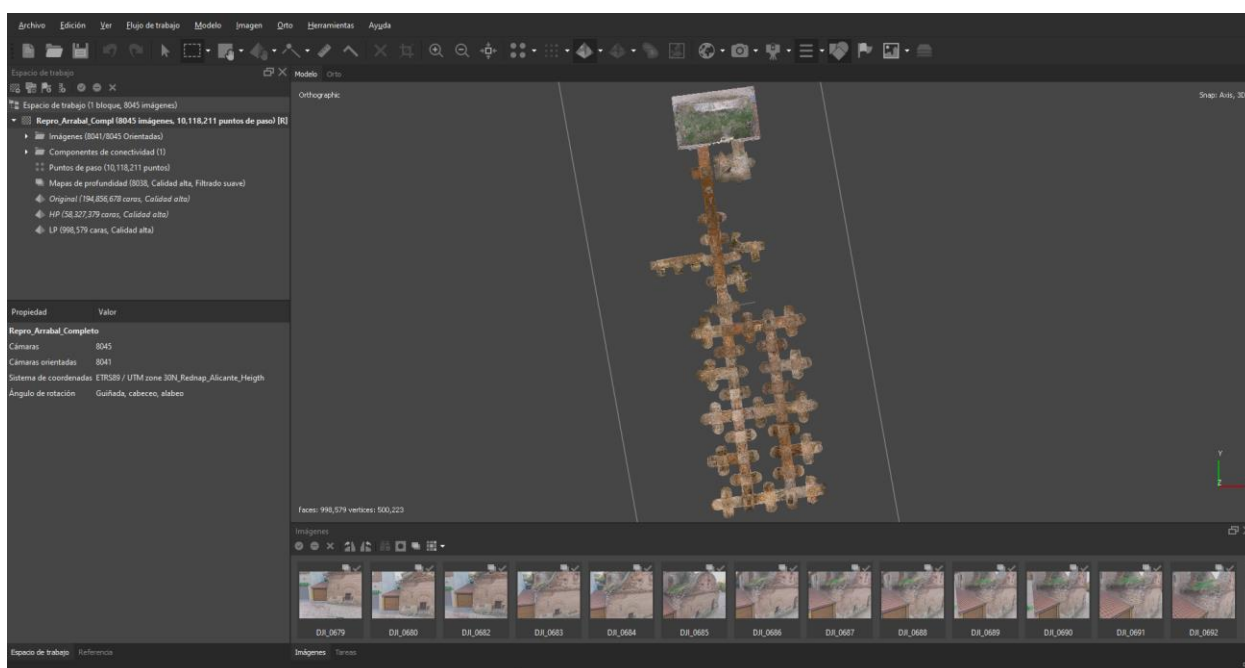 Archivo Edición Ver Flujo de trabajo Modelo Imagen Orto Herramientas Ayuda
Espacio de trabajo
Modelo Orto
Espacio de trabajo (1 bloque, 8045 imágenes)
Repro_Arrabal_Compl (8045 imágenes, 10,118,211 puntos de paso) [R]
Imágenes (8041/8045 Orientadas)
Componentes de conectividad (1)
Puntos de paso (10,118,211 puntos)
Mapas de profundidad (8038, Calidad alta, Filtrado suave)
Original (194,856,678 caras, Calidad alta)
HP (58,327,379 caras, Calidad alta)
LP (998,579 caras, Calidad alta)
Orthographic
Snap: Axis, 3D
Propiedad Valor
Repro_Arrabal_Completo
Cámaras 8045
Cámaras orientadas 8041
Sistema de coordenadas ETRS89 / UTM zone 30N_Rednap_Alicante_Heigth
Ángulo de rotación Guiñada, cabeceo, alabeo
Y
Z
Faces: 998,579 vertices: 500,223
Imágenes
DJI_0679 DJI_0680 DJI_0682 DJI_0683 DJI_0684 DJI_0685 DJI_0686 DJI_0687 DJI_0688 DJI_0689 DJI_0690 DJI_0691 DJI_0692
Espacio de trabajo Referencia
Imágenes Tareas